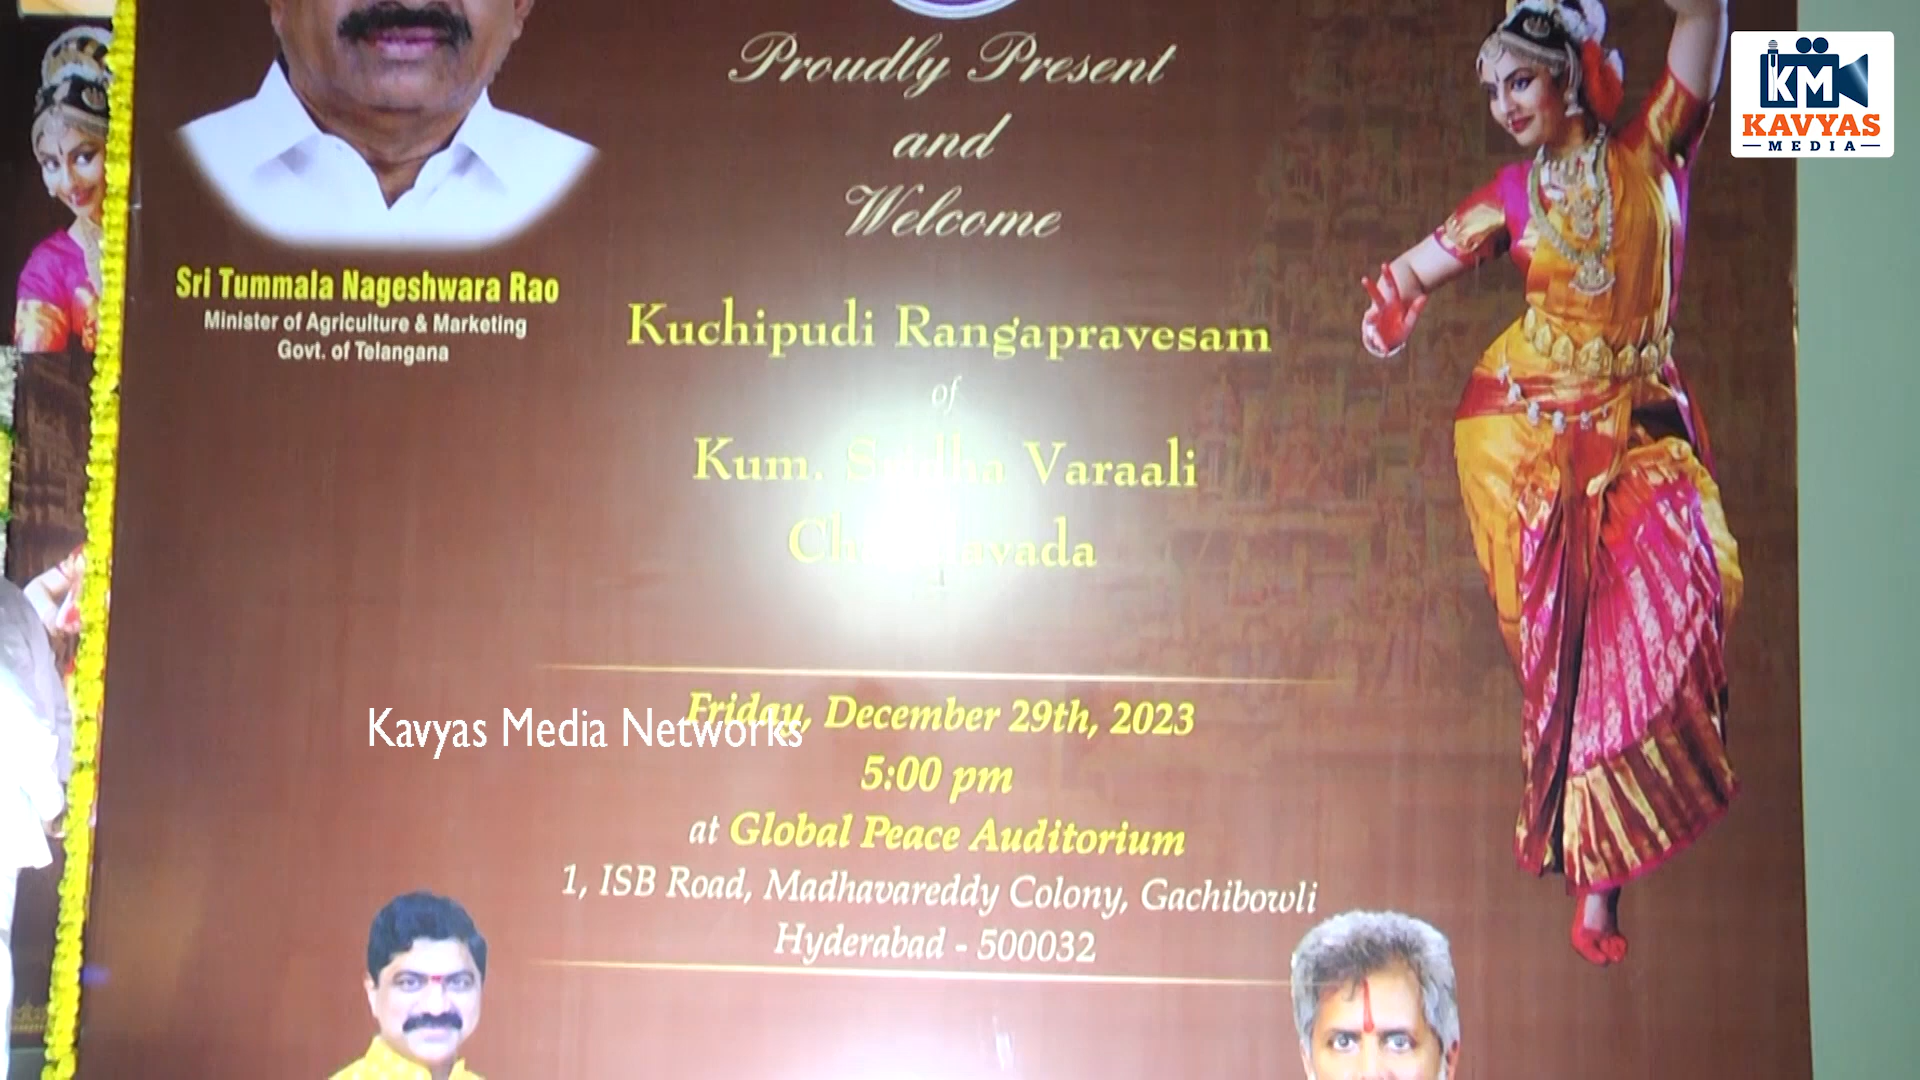 Proudly Present
and
Welcome
KM
KAVYAS
MEDIA
Sri Tummala Nageshwara Rao
Minister of Agriculture & Marketing
Govt. of Telangana
Kuchipudi Rangapravesam
of
Kum. Varaali
Kavyas Media Networks
Friday, December 29th, 2023
5:00 pm
at Global Peace Auditorium
1, ISB Road, Madhavareddy Colony, Gachibowli
Hyderabad - 500032